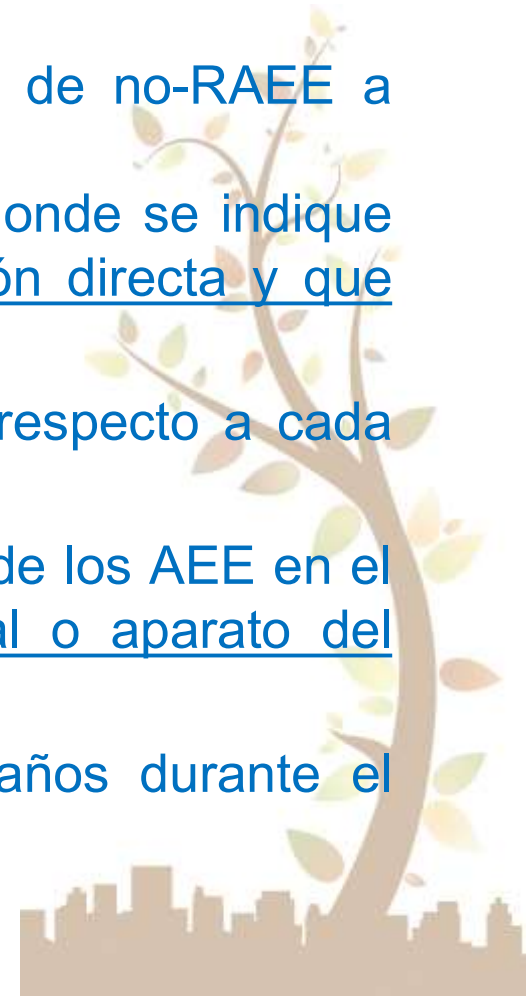 de no-RAEE a
onde se indique
ón directa y que
respecto a cada
de los AEE en el
al o aparato del
años durante el